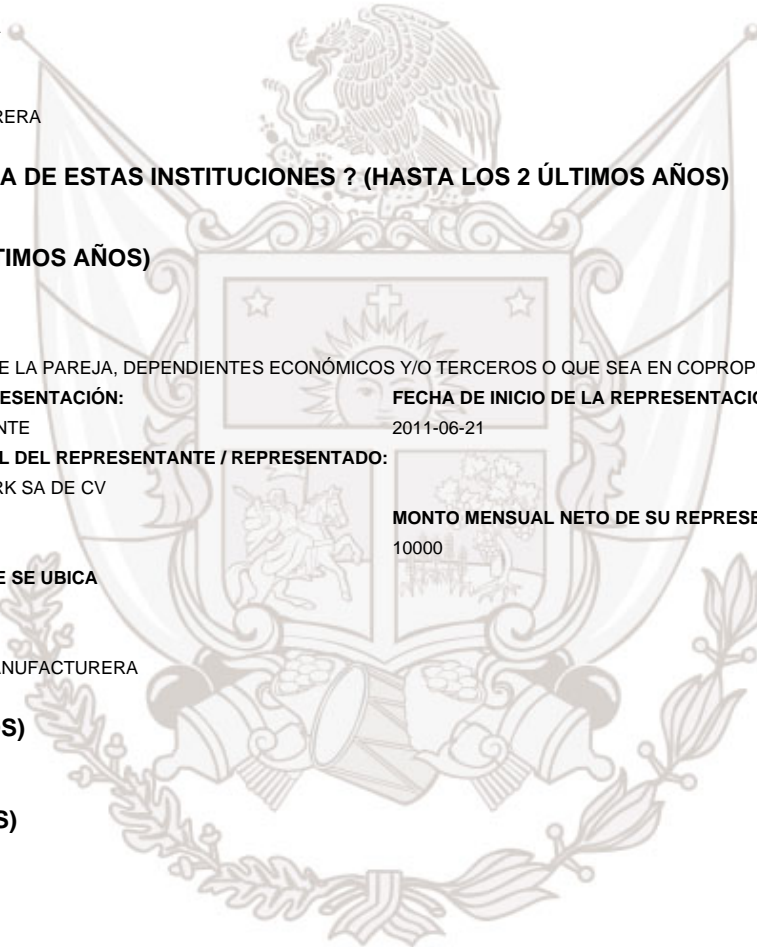 RERA
A DE ESTAS INSTITUCIONES ? (HASTA LOS 2 ÚLTIMOS AÑOS)
TIMOS AÑOS)
E LA PAREJA, DEPENDIENTES ECONÓMICOS Y/O TERCEROS O QUE SEA EN COPROP
ESENTACIÓN:
FECHA DE INICIO DE LA REPRESENTACI
NTE
2011-06-21
L DEL REPRESENTANTE / REPRESENTADO:
RK SA DE CV
MONTO MENSUAL NETO DE SU REPRESE
10000
E SE UBICA
ANUFACTURERA
S)
S)